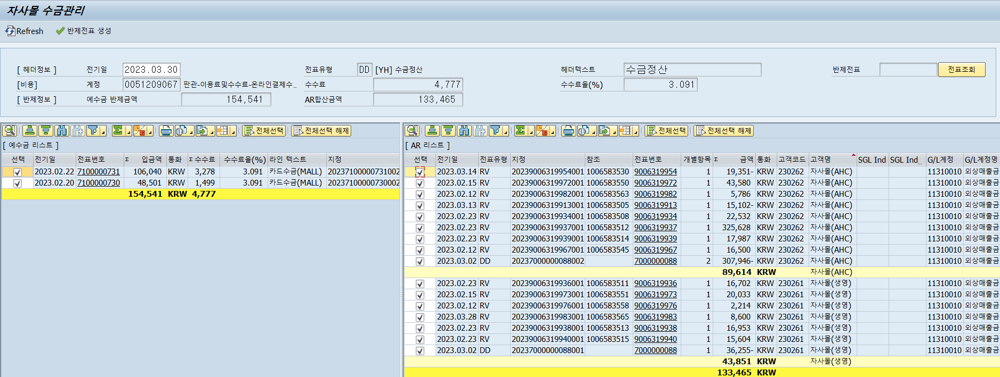 자사몰 수금관리
Refresh 반제전표 생성
[ 헤더정보 ] 전기일 2023.03.30 전표유형 DD [YH] 수금정산 헤더텍스트 수금정산 반제전표 전표조회
[비용] 계정 0051209067 판관-이용료및수수료-온라인결제수.. 수수료 4,777 수수료율(%) 3.091
[ 반제정보 ] 예수금 반제금액 154,541 AR합산금액 133,465
전체선택 전체선택 해제
[ 예수금 리스트 ]
선택 전기일 전표번호 Σ 입금액 통화 Σ 수수료 수수료율(%) 라인 텍스트 지정
2023.02.22 7100000731 106,040 KRW 3,278 3.091 카드수금(MALL) 20237100000731002
2023.02.20 7100000730 48,501 KRW 1,499 3.091 카드수금(MALL) 20237100000730002
154,541 KRW 4,777
전체선택 전체선택 해제
[ AR 리스트 ]
선택 전기일 전표유형 지정 참조 전표번호 개별항목 Σ 금액 통화 고객코드 고객명 SGL Ind SGL Ind... G/L계정 G/L계정명
2023.03.14 RV 20239006319954001 1006583530 9006319954 1 19,351- KRW 230262 자사몰(AHC) 11310010 외상매출금
2023.02.15 RV 20239006319972001 1006583550 9006319972 1 43,580 KRW 230262 자사몰(AHC) 11310010 외상매출금
2023.02.12 RV 20239006319982001 1006583563 9006319982 1 5,786 KRW 230262 자사몰(AHC) 11310010 외상매출금
2023.03.13 RV 20239006319913001 1006583505 9006319913 1 15,102- KRW 230262 자사몰(AHC) 11310010 외상매출금
2023.02.23 RV 20239006319934001 1006583508 9006319934 1 22,532 KRW 230262 자사몰(AHC) 11310010 외상매출금
2023.02.23 RV 20239006319937001 1006583512 9006319937 1 325,628 KRW 230262 자사몰(AHC) 11310010 외상매출금
2023.02.23 RV 20239006319939001 1006583514 9006319939 1 17,987 KRW 230262 자사몰(AHC) 11310010 외상매출금
2023.02.12 RV 20239006319967001 1006583545 9006319967 1 16,500 KRW 230262 자사몰(AHC) 11310010 외상매출금
2023.03.02 DD 20237000000088002 7000000088 2 307,946- KRW 230262 자사몰(AHC) 11310010 외상매출금
89,614 KRW 자사몰(AHC)
2023.02.23 RV 20239006319936001 1006583511 9006319936 1 16,702 KRW 230261 자사몰(생영) 11310010 외상매출금
2023.02.15 RV 20239006319973001 1006583551 9006319973 1 20,033 KRW 230261 자사몰(생영) 11310010 외상매출금
2023.02.12 RV 20239006319976001 1006583558 9006319976 1 2,214 KRW 230261 자사몰(생영) 11310010 외상매출금
2023.03.28 RV 20239006319983001 1006583565 9006319983 1 8,600 KRW 230261 자사몰(생영) 11310010 외상매출금
2023.02.23 RV 20239006319938001 1006583513 9006319938 1 16,953 KRW 230261 자사몰(생영) 11310010 외상매출금
2023.02.23 RV 20239006319940001 1006583515 9006319940 1 15,604 KRW 230261 자사몰(생영) 11310010 외상매출금
2023.03.02 DD 20237000000088001 7000000088 1 36,255- KRW 230261 자사몰(생영) 11310010 외상매출금
43,851 KRW 자사몰(생영)
133,465 KRW